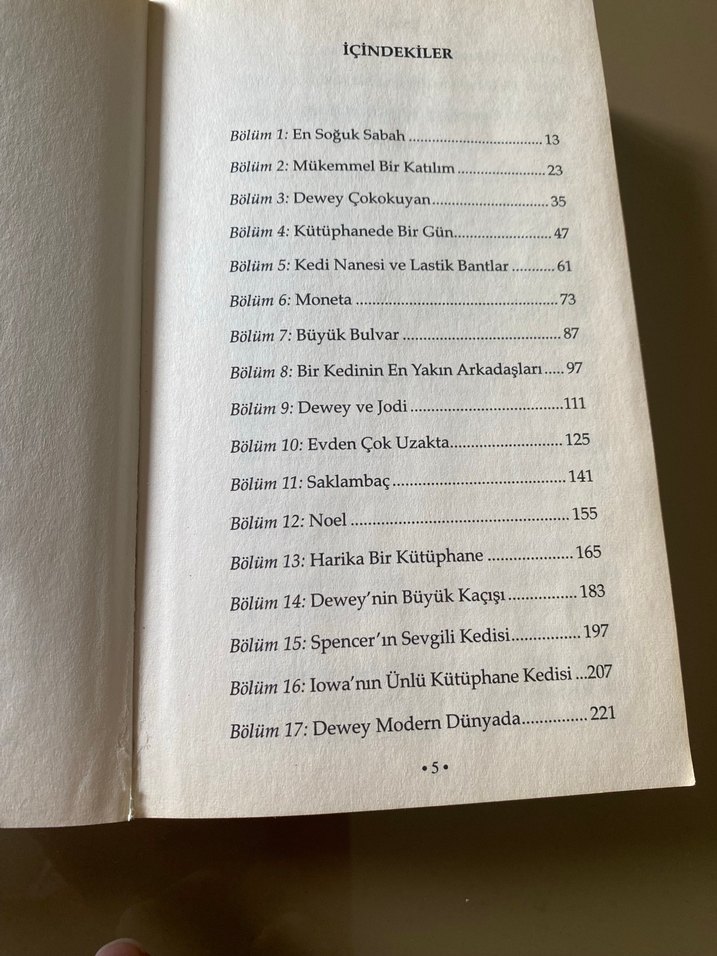 İÇİNDEKİLER
Bölüm 1: En Soğuk Sabah .................................. 13
Bölüm 2: Mükemmel Bir Katılım ...................... 23
Bölüm 3: Dewey Çokokuyan.............................. 35
Bölüm 4: Kütüphanede Bir Gün......................... 47
Bölüm 5: Kedi Nanesi ve Lastik Bantlar ........... 61
Bölüm 6: Moneta .................................................. 73
Bölüm 7: Büyük Bulvar ....................................... 87
Bölüm 8: Bir Kedinin En Yakın Arkadaşları ..... 97
Bölüm 9: Dewey ve Jodi ..................................... 111
Bölüm 10: Evden Çok Uzakta........................... 125
Bölüm 11: Saklambaç ......................................... 141
Bölüm 12: Noel ................................................... 155
Bölüm 13: Harika Bir Kütüphane .................... 165
Bölüm 14: Dewey'nin Büyük Kaçışı ................ 183
Bölüm 15: Spencer'ın Sevgili Kedisi................ 197
Bölüm 16: Iowa'nın Ünlü Kütüphane Kedisi ...207
Bölüm 17: Dewey Modern Dünyada............... 221
• 5 •